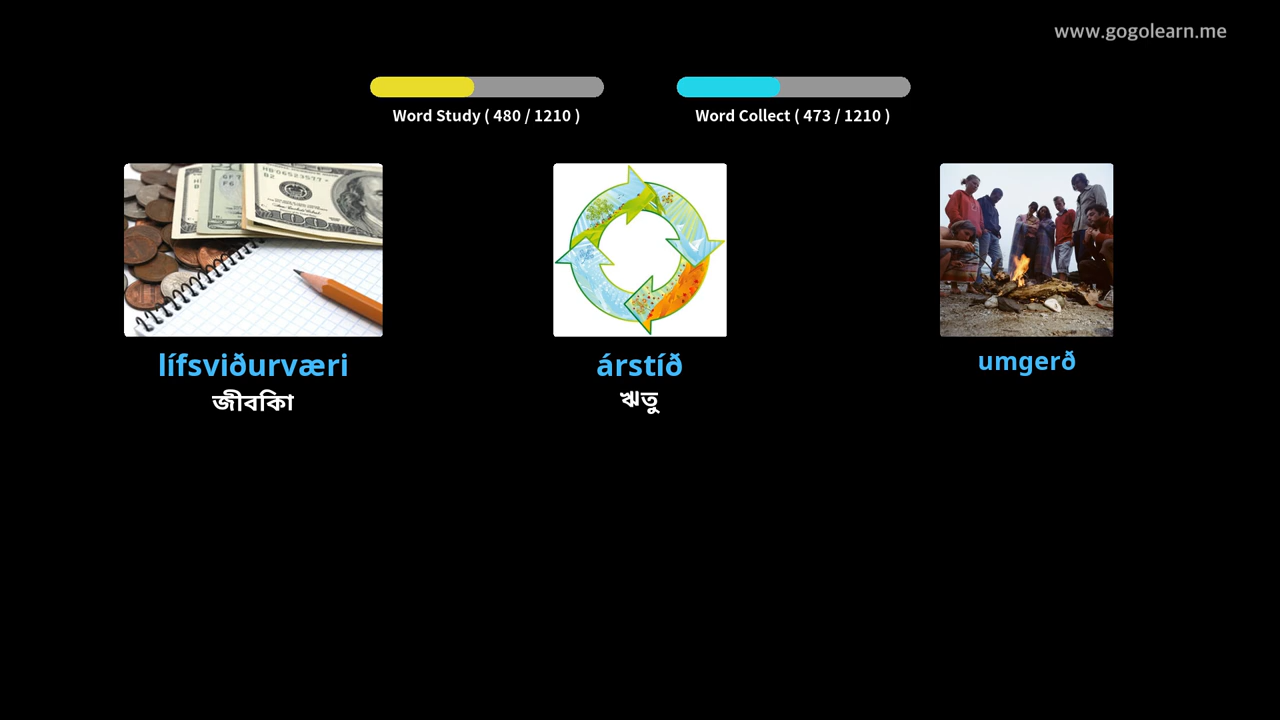 www.gogolearn.me
Word Study ( 480 / 1210 )
Word Collect ( 473 / 1210 )
lífsviðurværi
জীবিকা
árstíð
ঋতু
umgerð